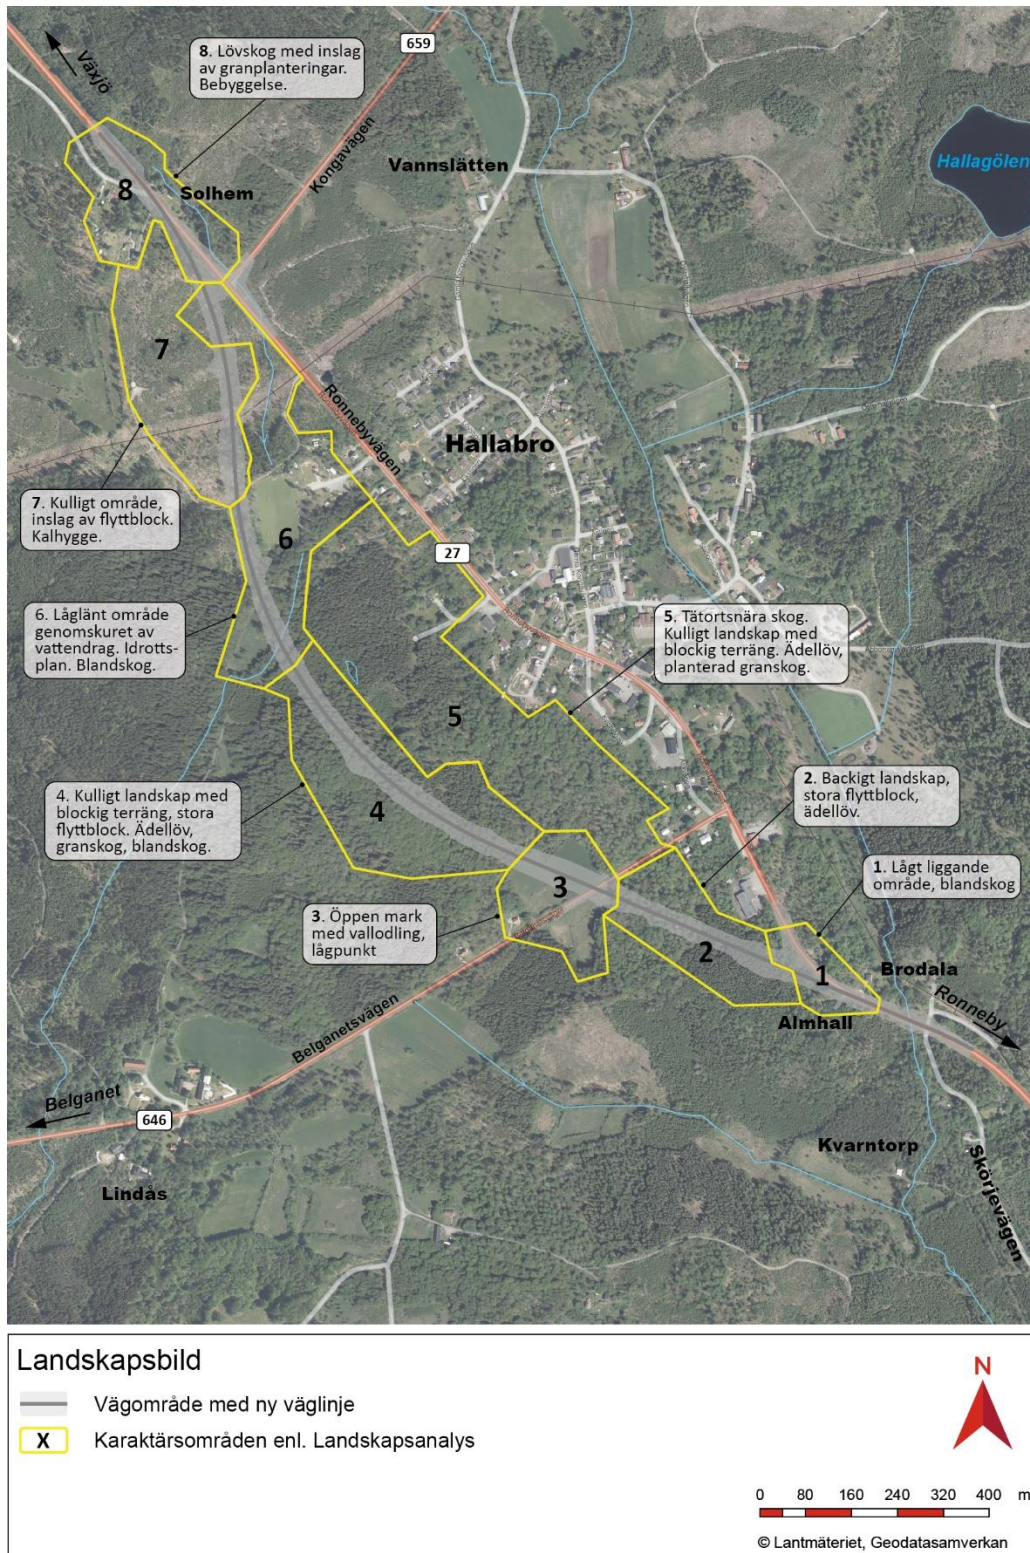 Växjö
659
8. Lövskog med inslag
av granplanteringar.
Bebyggelse.
Kongavägen
Vannslätten
Hallagölen
8
Solhem
7
Ronnebyvägen
Hallabro
7. Kulligt område,
inslag av flyttblock.
Kalhygge.
6
27
6. Låglänt område
genomskuret av
vattendrag. Idrotts-
plan. Blandskog.
5. Tätortsnära skog.
Kulligt landskap med
blockig terräng. Ädellöv,
planterad granskog.
5
4. Kulligt landskap med
blockig terräng, stora
flyttblock. Ädellöv,
granskog, blandskog.
4
2. Backigt landskap,
stora flyttblock,
ädellöv.
3
1. Lågt liggande
område, blandskog
3. Öppen mark
med vallodling,
lågpunkt
2
1
Brodala
Ronneby
Almhall
Belganetsvägen
Belganet
646
Kvarntorp
Skörjevägen
Lindås
Landskapsbild
Vägområde med ny väglinje
X Karaktärsområden enl. Landskapsanalys
N
0 80 160 240 320 400 m
© Lantmäteriet, Geodatasamverkan